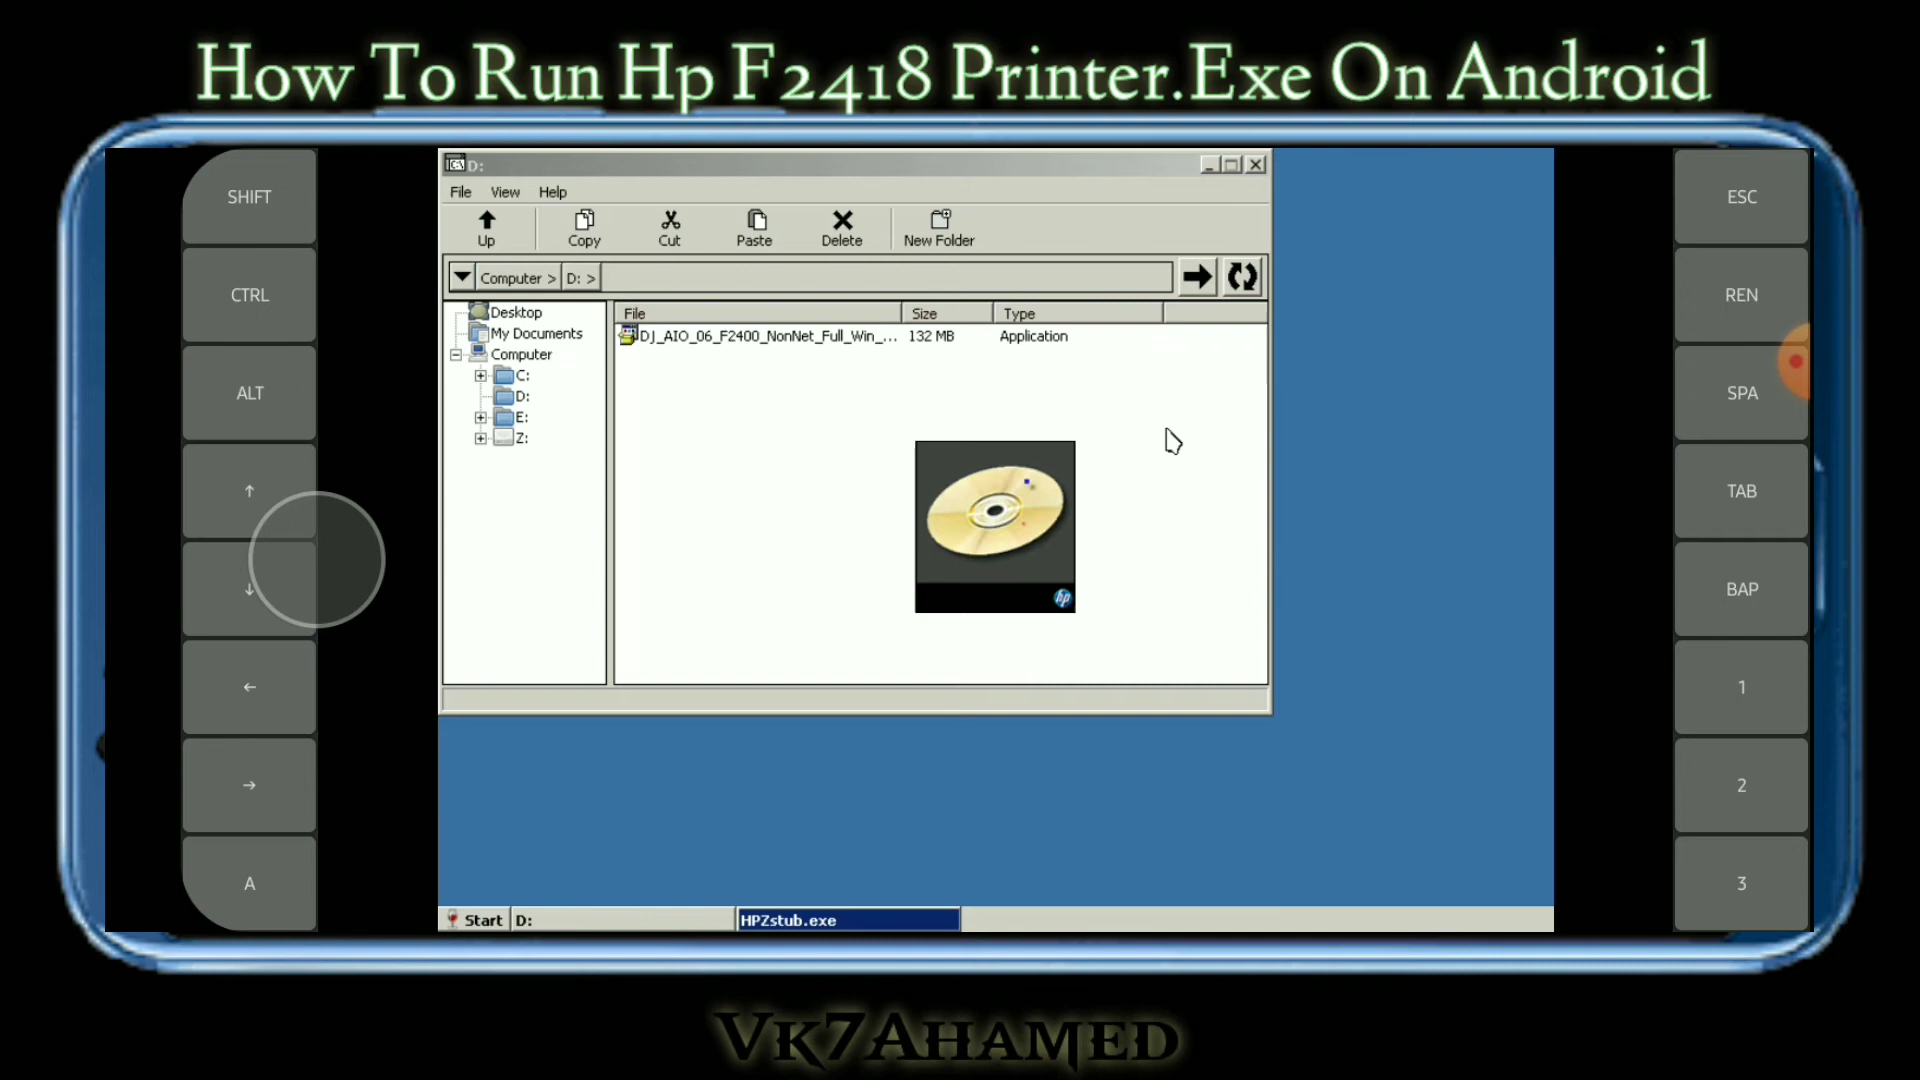 How To Run Hp F2418 Printer.Exe On Android
SHIFT
CTRL
ALT
↑
↓
←
→
A
D:
File View Help
Up Copy Cut Paste Delete New Folder
Computer > D: >
Desktop
My Documents
Computer
C:
D:
E:
Z:
File Size Type
DJ_AIO_06_F2400_NonNet_Full_Win_... 132 MB Application
hp
Start D: HPZstub.exe
ESC
REN
SPA
TAB
BAP
1
2
3
Vk7Ahamed